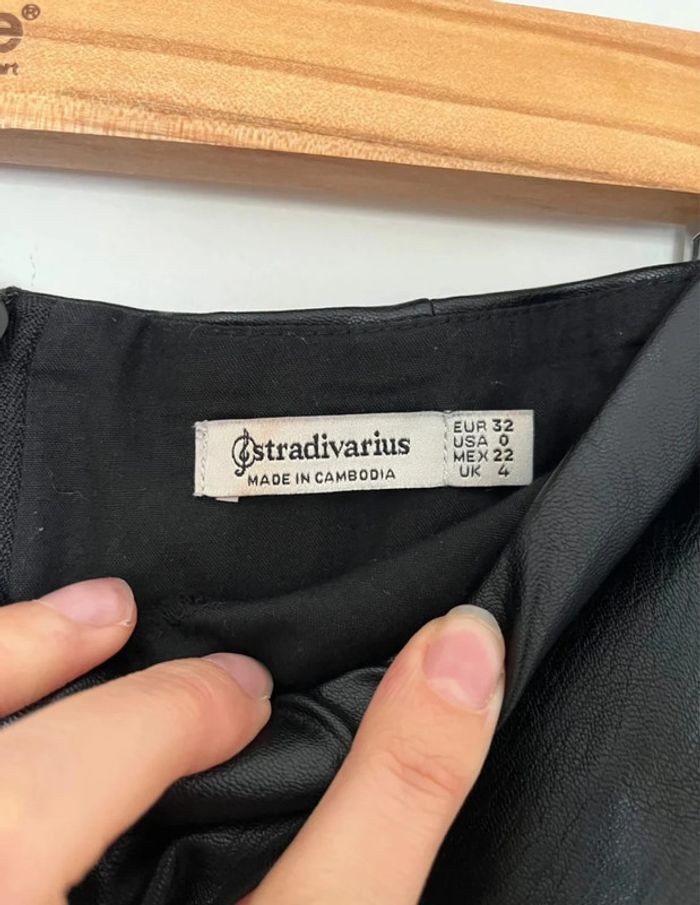 stradivarius
MADE IN CAMBODIA
EUR 32
USA 0
MEX 22
UK 4